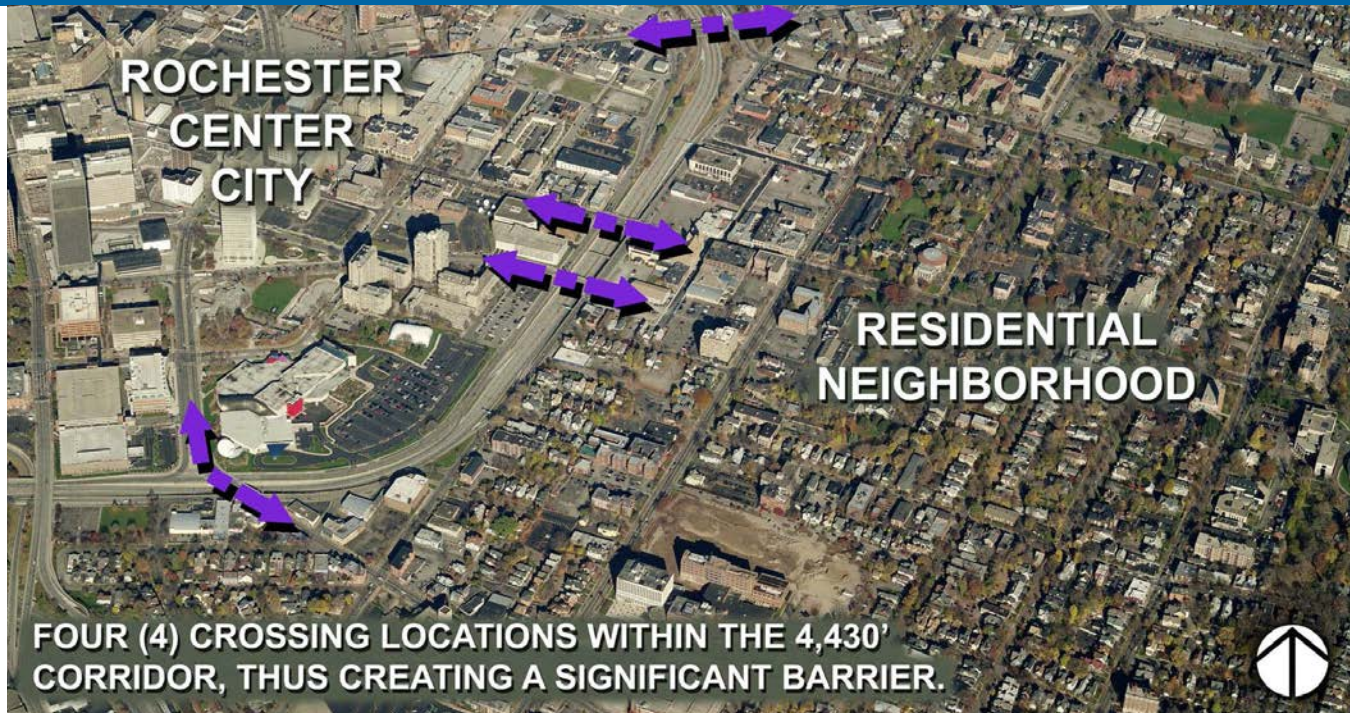 ROCHESTER
CENTER
CITY
RESIDENTIAL
NEIGHBORHOOD
FOUR (4) CROSSING LOCATIONS WITHIN THE 4,430'
CORRIDOR, THUS CREATING A SIGNIFICANT BARRIER.